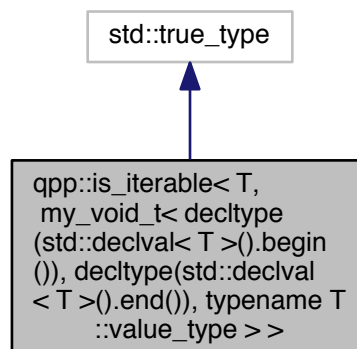 std::true_type
qpp::is_iterable< T,
my_void_t< decltype
(std::declval< T >().begin
()), decltype(std::declval
< T >().end()), typename T
::value_type > >